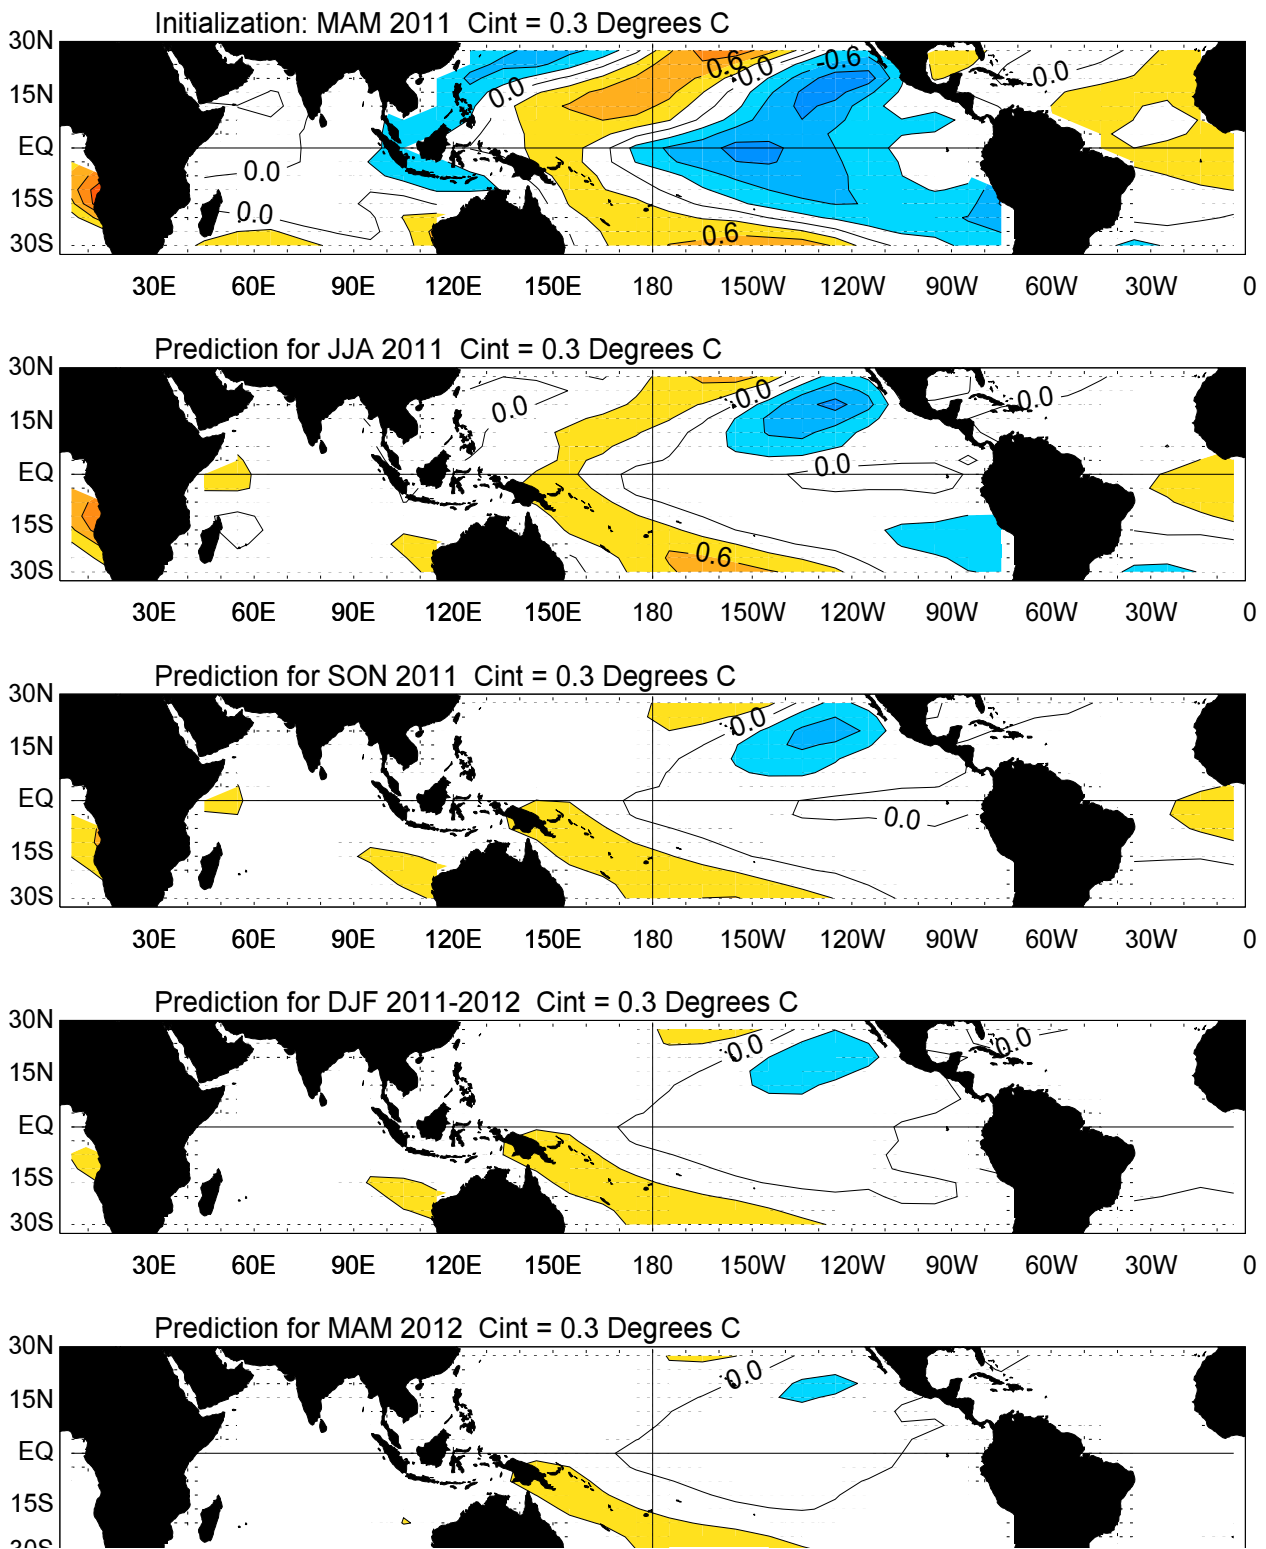 Initialization: MAM 2011 Cint = 0.3 Degrees C
30N
15N
EQ
15S
30S
0.6
0.0
-0.6
0.0
0.0
0.0
0.0
0.6
30E 60E 90E 120E 150E 180 150W 120W 90W 60W 30W 0
Prediction for JJA 2011 Cint = 0.3 Degrees C
30N
15N
EQ
15S
30S
0.0
0.0
0.0
0.0
0.6
30E 60E 90E 120E 150E 180 150W 120W 90W 60W 30W 0
Prediction for SON 2011 Cint = 0.3 Degrees C
30N
15N
EQ
15S
30S
0.0
0.0
30E 60E 90E 120E 150E 180 150W 120W 90W 60W 30W 0
Prediction for DJF 2011-2012 Cint = 0.3 Degrees C
30N
15N
EQ
15S
30S
0.0
0.0
30E 60E 90E 120E 150E 180 150W 120W 90W 60W 30W 0
Prediction for MAM 2012 Cint = 0.3 Degrees C
30N
15N
EQ
15S
30S
0.0